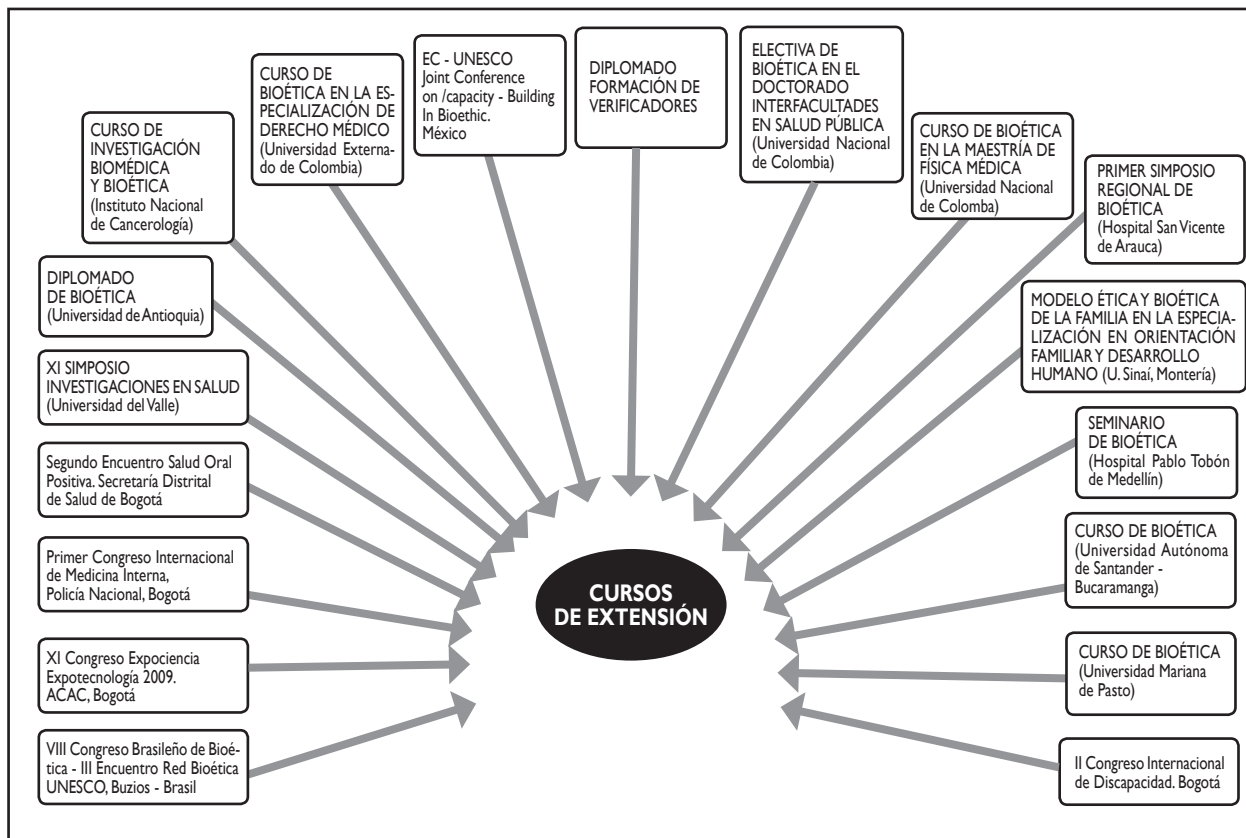 CURSO DE
INVESTIGACIÓN
BIOMÉDICA
Y BIOÉTICA
(Instituto Nacional
de Cancerología)
CURSO DE
BIOÉTICA EN LA ES-
PECIALIZACIÓN DE
DERECHO MÉDICO
(Universidad Externa-
do de Colombia)
EC - UNESCO
Joint Conference
on /capacity - Building
In Bioethic.
México
DIPLOMADO
FORMACIÓN DE
VERIFICADORES
ELECTIVA DE
BIOÉTICA EN EL
DOCTORADO
INTERFACULTADES
EN SALUD PÚBLICA
(Universidad Nacional
de Colombia)
CURSO DE BIOÉTICA
EN LA MAESTRÍA DE
FÍSICA MÉDICA
(Universidad Nacional
de Colomba)
PRIMER SIMPOSIO
REGIONAL DE
BIOÉTICA
(Hospital San Vicente
de Arauca)
DIPLOMADO
DE BIOÉTICA
(Universidad de Antioquia)
MODELO ÉTICA Y BIOÉTICA
DE LA FAMILIA EN LA ESPECIA-
LIZACIÓN EN ORIENTACIÓN
FAMILIAR Y DESARROLLO
HUMANO (U. Sinaí, Montería)
XI SIMPOSIO
INVESTIGACIONES EN SALUD
(Universidad del Valle)
SEMINARIO
DE BIOÉTICA
(Hospital Pablo Tobón
de Medellín)
Segundo Encuentro Salud Oral
Positiva. Secretaría Distrital
de Salud de Bogotá
CURSO DE BIOÉTICA
(Universidad Autónoma
de Santander -
Bucaramanga)
Primer Congreso Internacional
de Medicina Interna,
Policía Nacional, Bogotá
CURSOS
DE EXTENSIÓN
XI Congreso Expociencia
Expotecnología 2009.
ACAC, Bogotá
CURSO DE BIOÉTICA
(Universidad Mariana
de Pasto)
VIII Congreso Brasileño de Bioé-
tica - III Encuentro Red Bioética
UNESCO, Buzios - Brasil
II Congreso Internacional
de Discapacidad. Bogotá